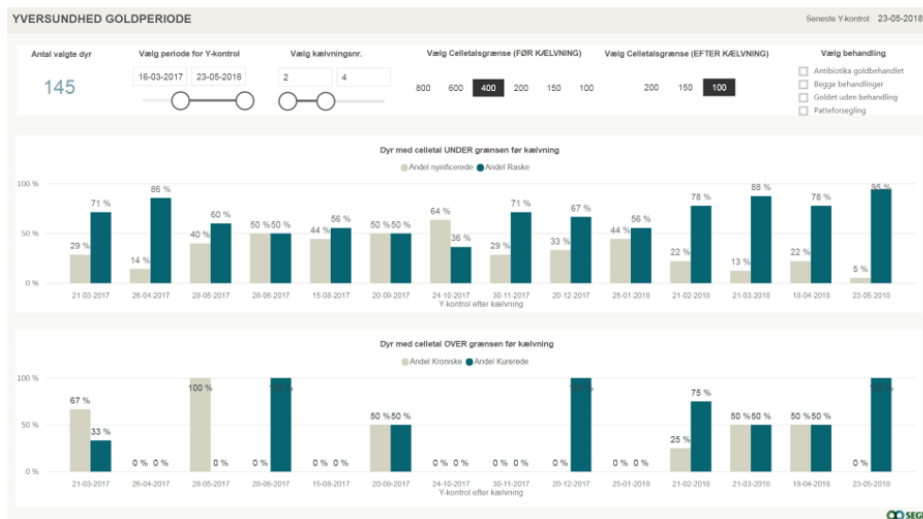 YVERSUNDHED GOLDPERIODE
Seneste Y-kontrol: 23-05-2018
Antal valgte dyr
145
Vælg periode for Y-kontrol
16-03-2017 23-05-2018
Vælg kælvningsnr.
2 4
Vælg Celletalsgrænse (FØR KÆLVNING)
800 600 400 200 150 100
Vælg Celletalsgrænse (EFTER KÆLVNING)
200 150 100
Vælg behandling
Antibiotika goldbehandlet
Begge behandlinger
Goldet uden behandling
Patteforsegling
Dyr med celletal UNDER grænsen før kælvning
Andel nyinficerede Andel Raske
100 %
50 %
0 %
29 % 71 % 14 % 86 % 40 % 60 % 50 % 50 % 44 % 56 % 50 % 50 % 64 % 36 % 29 % 71 % 33 % 67 % 44 % 56 % 22 % 78 % 13 % 88 % 22 % 78 % 5 % 95 %
21-03-2017 26-04-2017 28-05-2017 28-06-2017 15-08-2017 20-09-2017 24-10-2017 30-11-2017 20-12-2017 25-01-2018 21-02-2018 21-03-2018 18-04-2018 23-05-2018
Y-kontrol efter kælvning
Dyr med celletal OVER grænsen før kælvning
Andel Kroniske Andel Kurerede
100 %
50 %
0 %
67 % 33 % 0 % 0 % 100 % 0 % 0 % 0 % 50 % 50 % 0 % 0 % 0 % 0 % 0 % 0 % 25 % 75 % 50 % 50 % 50 % 50 % 0 %
21-03-2017 26-04-2017 28-05-2017 28-06-2017 15-08-2017 20-09-2017 24-10-2017 30-11-2017 20-12-2017 25-01-2018 21-02-2018 21-03-2018 18-04-2018 23-05-2018
Y-kontrol efter kælvning